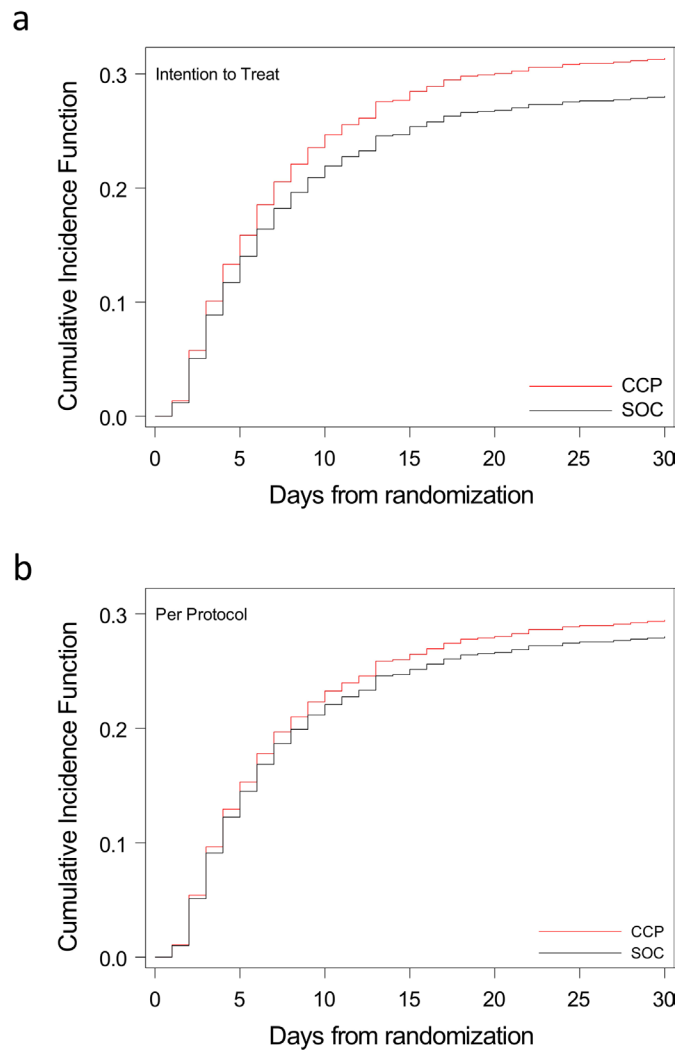 a
Intention to Treat
Cumulative Incidence Function
0.3
0.2
0.1
0.0
CCP
SOC
0 5 10 15 20 25 30
Days from randomization
b
Per Protocol
Cumulative Incidence Function
0.3
0.2
0.1
0.0
CCP
SOC
0 5 10 15 20 25 30
Days from randomization